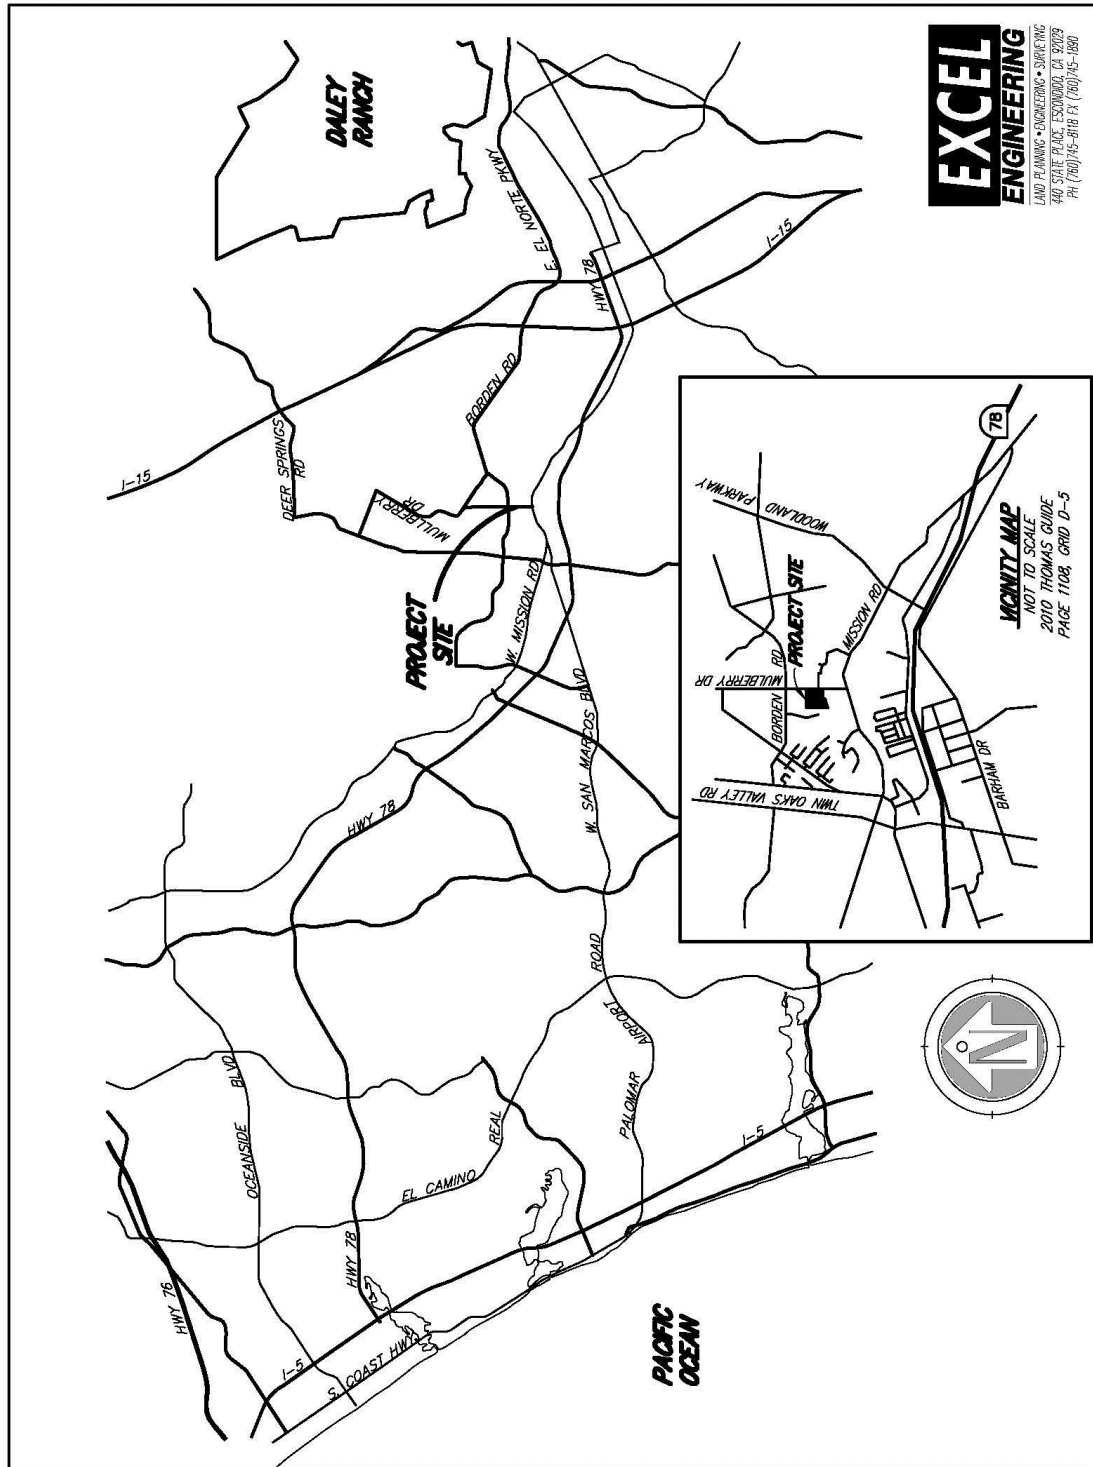 DALEY
RANCH
EXCEL
ENGINEERING
LAND PLANNING • ENGINEERING • SURVEYING
440 STATE PLACE, ESCONDIDO, CA 92029
PH (760)745-8118 FX (760)745-1890
E. EL NORTE PKWY
HWY 78
I-15
I-15
DEER SPRINGS
RD
BORDEN RD
MULLBERRY
DR
PROJECT
SITE
W. MISSION RD
W. SAN MARCOS BLVD
HWY 78
OCEANSIDE BLVD
EL CAMINO REAL
PALOMAR AIRPORT ROAD
I-5
HWY 78
HWY 76
I-5
S. COAST HWY
PACIFIC
OCEAN
WOODLAND PARKWAY
78
PROJECT SITE
MISSION RD
MULBERRY DR
BORDEN RD
TWIN OAKS VALLEY RD
BARHAM DR
VICINITY MAP
NOT TO SCALE
2010 THOMAS GUIDE
PAGE 1108, GRID D-5
N